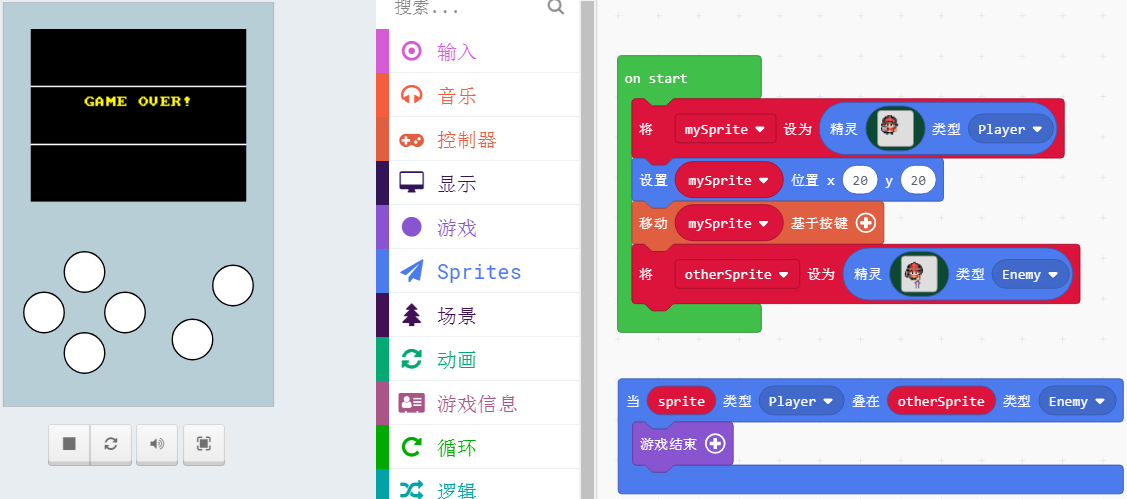 GAME OVER!
搜索...
输入
音乐
控制器
显示
游戏
Sprites
场景
动画
游戏信息
循环
逻辑
on start
将 mySprite 设为 精灵 类型 Player
设置 mySprite 位置 x 20 y 20
移动 mySprite 基于按键
将 otherSprite 设为 精灵 类型 Enemy
当 sprite 类型 Player 叠在 otherSprite 类型 Enemy
游戏结束